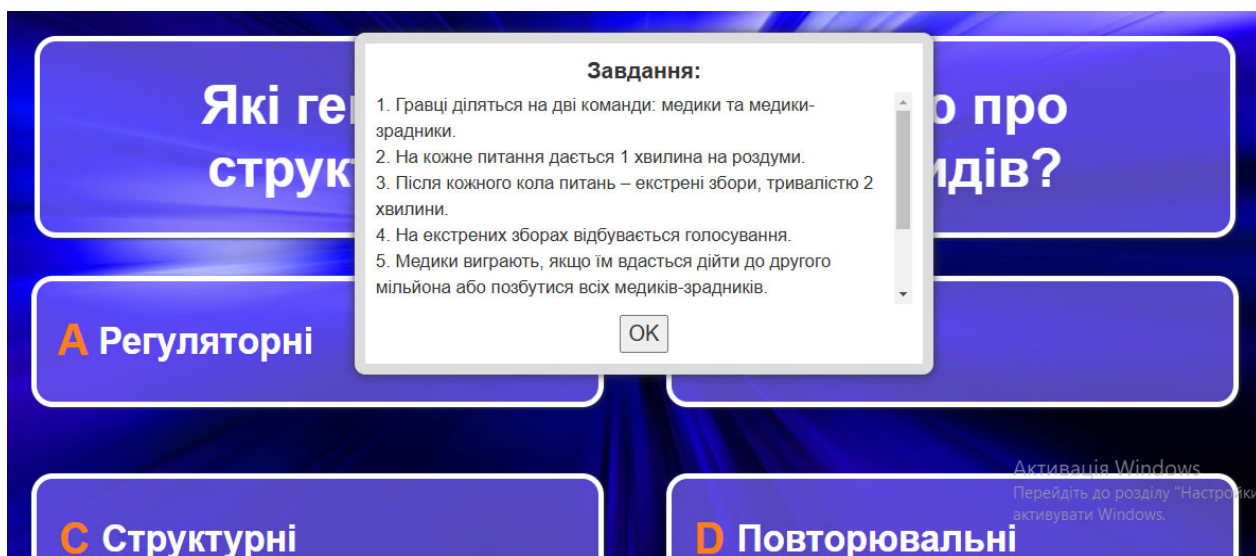 Завдання:
1. Гравці діляться на дві команди: медики та медики-
зрадники.
2. На кожне питання дається 1 хвилина на роздуми.
3. Після кожного кола питань – екстрені збори, тривалістю 2
хвилини.
4. На екстрених зборах відбувається голосування.
5. Медики виграють, якщо їм вдасться дійти до другого
мільйона або позбутися всіх медиків-зрадників.
OK
Які про
A Регуляторні
C Структурні
D Повторювальні
Активація Windows
Перейдіть до розділу "Настройки
активувати Windows.